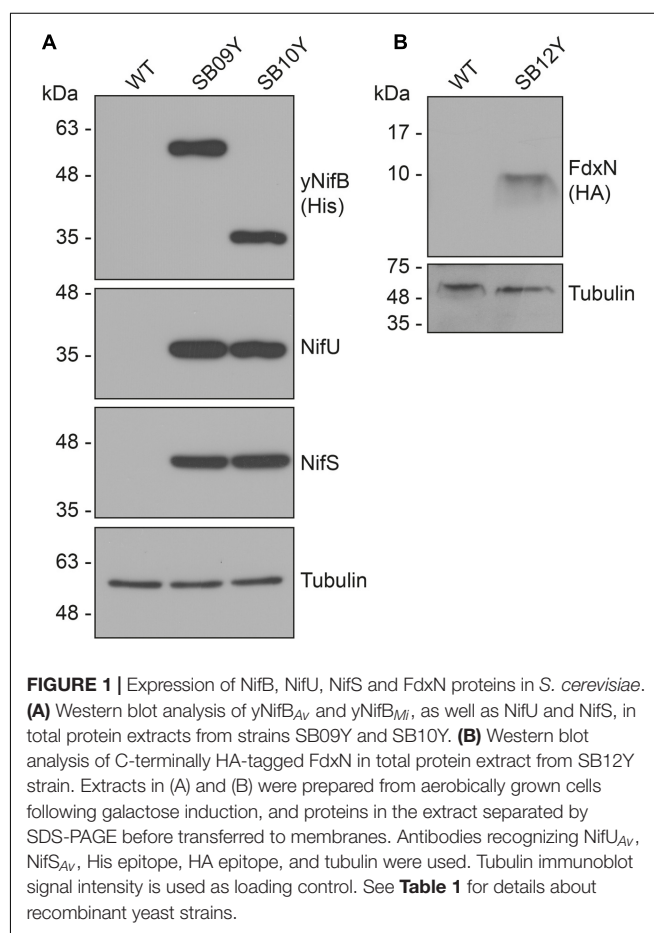 A
WT
SB09Y
SB10Y
kDa
63 -
48 -
35 -
yNifB
(His)
48 -
35 -
NifU
48 -
35 -
NifS
63 -
48 -
Tubulin
B
WT
SB12Y
kDa
17 -
10 -
FdxN
(HA)
75 -
48 -
35 -
Tubulin
FIGURE 1 | Expression of NifB, NifU, NifS and FdxN proteins in S. cerevisiae.
(A) Western blot analysis of yNifBAv and yNifBMi, as well as NifU and NifS, in
total protein extracts from strains SB09Y and SB10Y. (B) Western blot
analysis of C-terminally HA-tagged FdxN in total protein extract from SB12Y
strain. Extracts in (A) and (B) were prepared from aerobically grown cells
following galactose induction, and proteins in the extract separated by
SDS-PAGE before transferred to membranes. Antibodies recognizing NifUAv,
NifSAv, His epitope, HA epitope, and tubulin were used. Tubulin immunoblot
signal intensity is used as loading control. See Table 1 for details about
recombinant yeast strains.